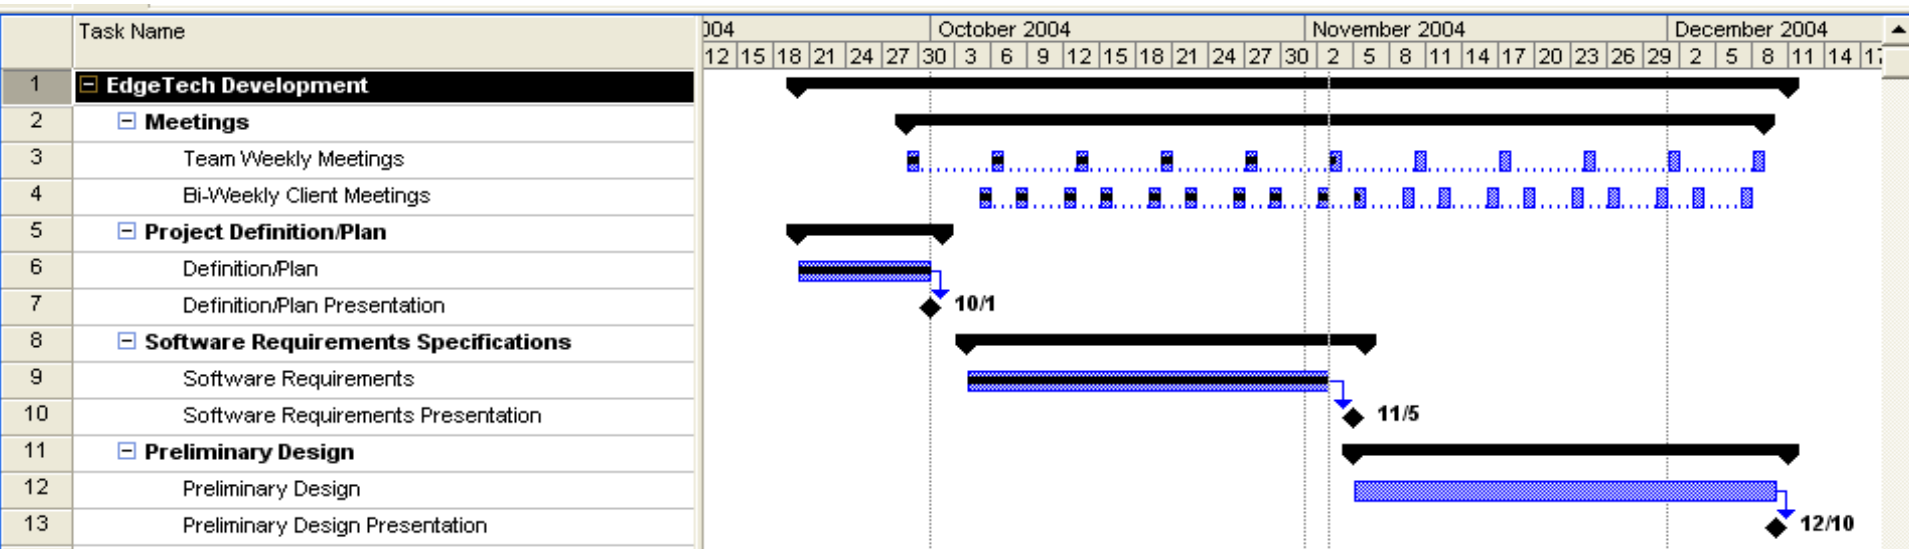 Task Name 004 October 2004 November 2004 December 2004
12 15 18 21 24 27 30 3 6 9 12 15 18 21 24 27 30 2 5 8 11 14 17 20 23 26 29 2 5 8 11 14 17
1 EdgeTech Development
2 Meetings
3 Team Weekly Meetings
4 Bi-Weekly Client Meetings
5 Project Definition/Plan
6 Definition/Plan
7 Definition/Plan Presentation 10/1
8 Software Requirements Specifications
9 Software Requirements
10 Software Requirements Presentation 11/5
11 Preliminary Design
12 Preliminary Design
13 Preliminary Design Presentation 12/10